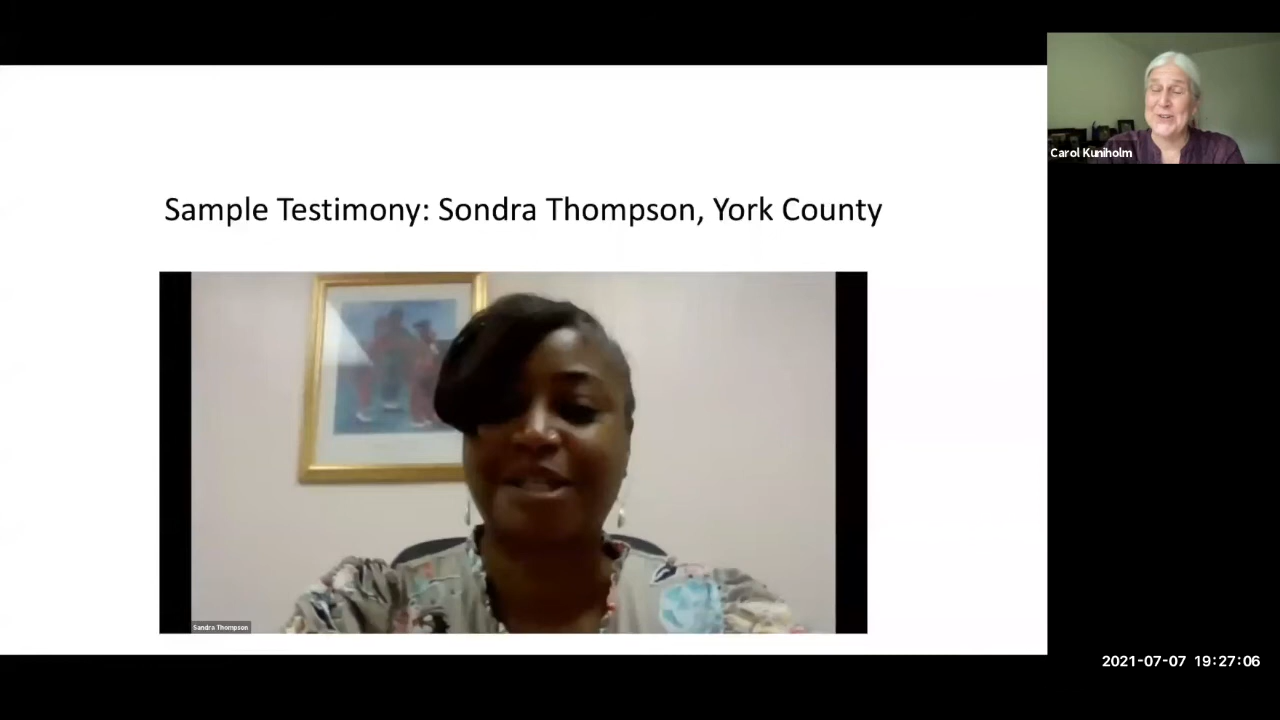 Carol Kuniholm
Sample Testimony: Sondra Thompson, York County
Sandra Thompson
2021-07-07 19:27:06